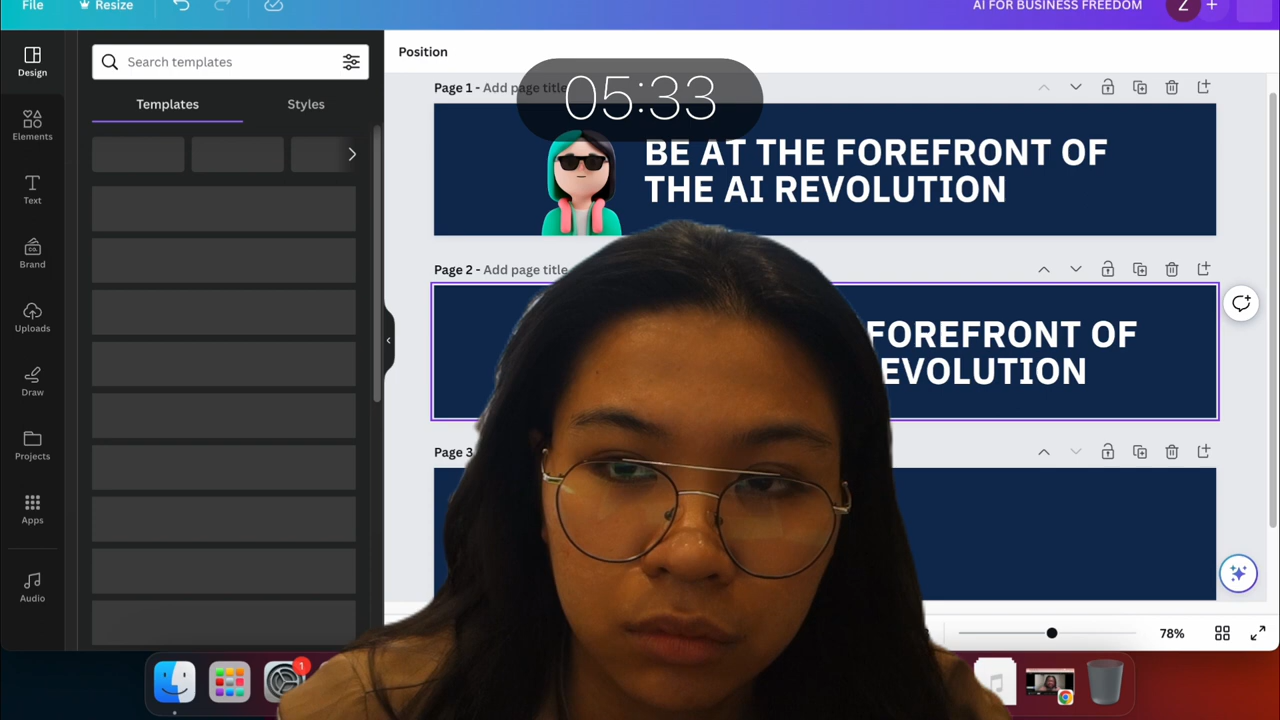 File
Resize
AI FOR BUSINESS FREEDOM
Z
Design
Elements
Text
Brand
CO.
Uploads
Draw
Projects
Apps
Audio
Search templates
Templates
Styles
Position
05:33
Page 1 - Add page title
BE AT THE FOREFRONT OF
THE AI REVOLUTION
Page 2 - Add page title
FOREFRONT OF
EVOLUTION
Page 3
78%
1